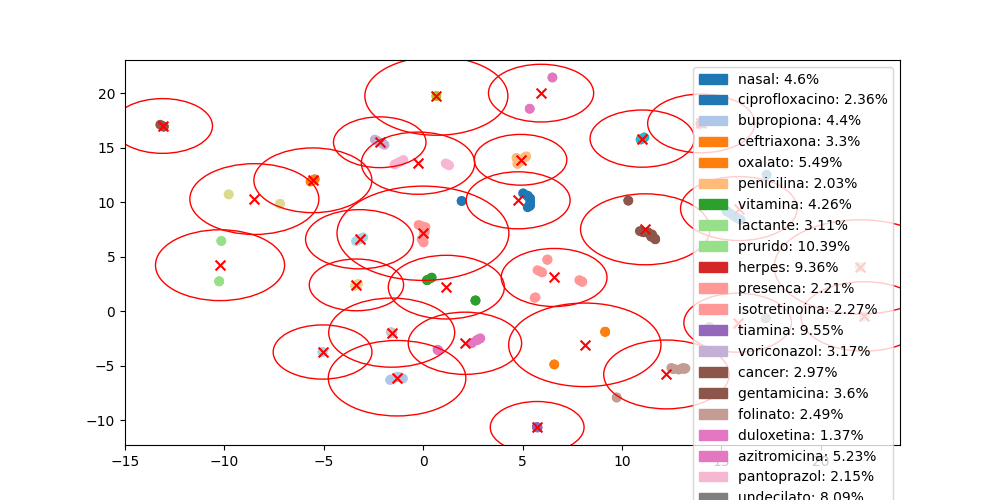 20
15
10
5
0
−5
−10
−15
−10
−5
0
5
10
15
20
nasal: 4.6%
ciprofloxacino: 2.36%
bupropiona: 4.4%
ceftriaxona: 3.3%
oxalato: 5.49%
penicilina: 2.03%
vitamina: 4.26%
lactante: 3.11%
prurido: 10.39%
herpes: 9.36%
presenca: 2.21%
isotretinoina: 2.27%
tiamina: 9.55%
voriconazol: 3.17%
cancer: 2.97%
gentamicina: 3.6%
folinato: 2.49%
duloxetina: 1.37%
azitromicina: 5.23%
pantoprazol: 2.15%
undecilato: 8.09%